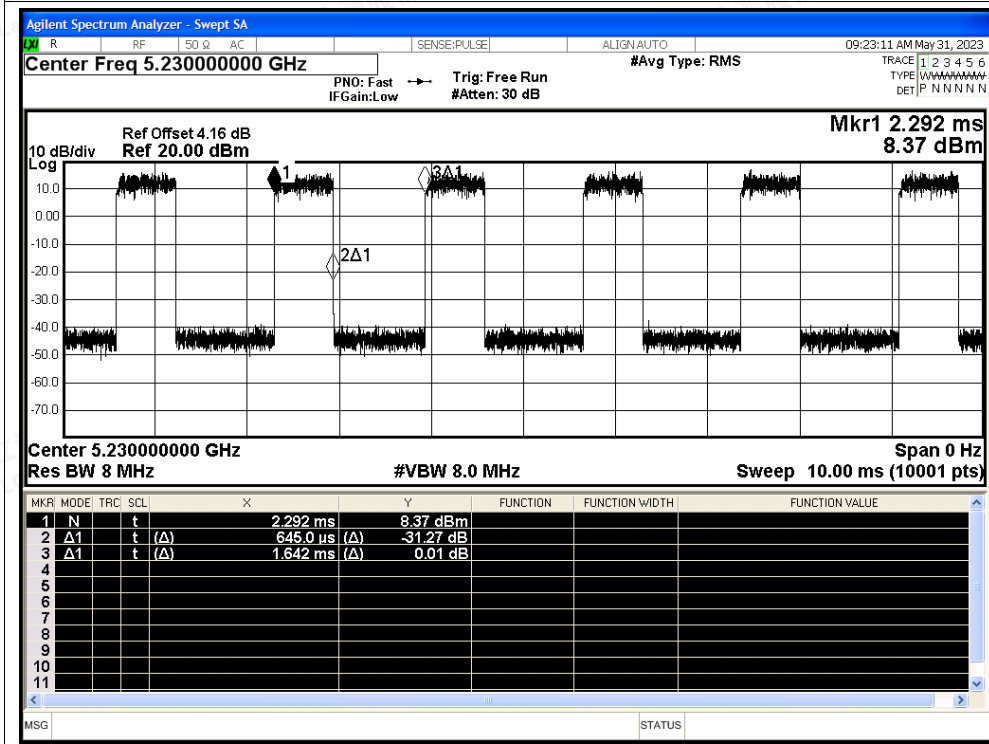 Agilent Spectrum Analyzer - Swept SA
LXI R RF 50 Ω AC SENSE:PULSE ALIGN AUTO 09:23:11 AM May 31, 2023
Center Freq 5.230000000 GHz #Avg Type: RMS TRACE 1 2 3 4 5 6
PNO: Fast Trig: Free Run TYPE
IFGain:Low #Atten: 30 dB DET P N N N N N
Mkr1 2.292 ms
Ref Offset 4.16 dB
10 dB/div Ref 20.00 dBm 8.37 dBm
Log
1 3Δ1
10.0
0.00
-10.0
2Δ1
-20.0
-30.0
-40.0
-50.0
-60.0
-70.0
Center 5.230000000 GHz Span 0 Hz
Res BW 8 MHz #VBW 8.0 MHz Sweep 10.00 ms (10001 pts)
MKR MODE TRC SCL X Y FUNCTION FUNCTION WIDTH FUNCTION VALUE
1 N t 2.292 ms 8.37 dBm
2 Δ1 t (Δ) 645.0 µs (Δ) -31.27 dB
3 Δ1 t (Δ) 1.642 ms (Δ) 0.01 dB
4
5
6
7
8
9
10
11
MSG STATUS